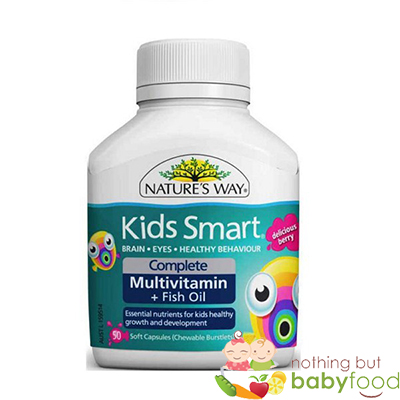 NATURE'S WAY®
Kids Smart®
BRAIN • EYES • HEALTHY BEHAVIOUR
delicious
berry
Complete
Multivitamin
+ Fish Oil
Essential nutrients for kids healthy
growth and development
50 Soft Capsules (Chewable Burstlets)
nothing but
babyfood